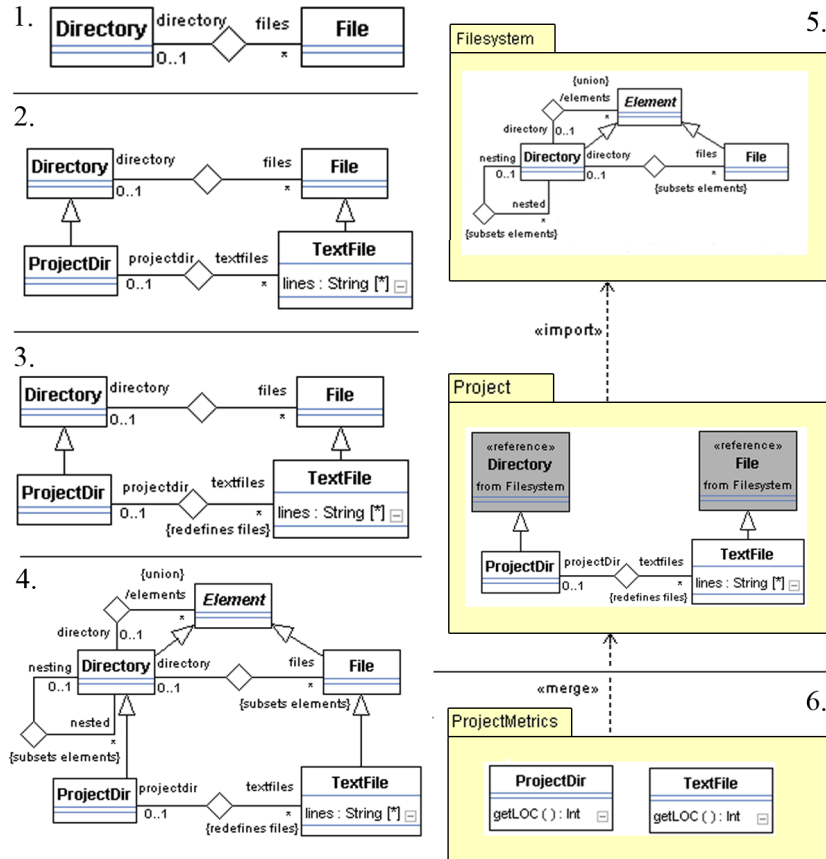 1.
directory files
Directory File
0..1 *
2.
Directory directory files File
0..1 *
ProjectDir projectdir textfiles TextFile
0..1 * lines : String [*]
3.
Directory directory files File
0..1 *
ProjectDir projectdir textfiles TextFile
0..1 * lines : String [*]
{redefines files}
4.
{union}
/elements Element
*
directory 0..1
nesting Directory directory files File
0..1 0..1 *
{subsets elements}
nested
*
{subsets elements}
ProjectDir projectdir textfiles TextFile
0..1 * lines : String [*]
{redefines files}
5.
Filesystem
{union}
/elements Element
*
directory 0..1
nesting Directory directory files File
0..1 0..1 *
{subsets elements}
nested
*
{subsets elements}
«import»
Project
«reference» «reference»
Directory File
from Filesystem from Filesystem
ProjectDir projectDir textfiles TextFile
0..1 * lines : String [*]
{redefines files}
«merge»
6.
ProjectMetrics
ProjectDir TextFile
getLOC ( ) : Int getLOC ( ) : Int